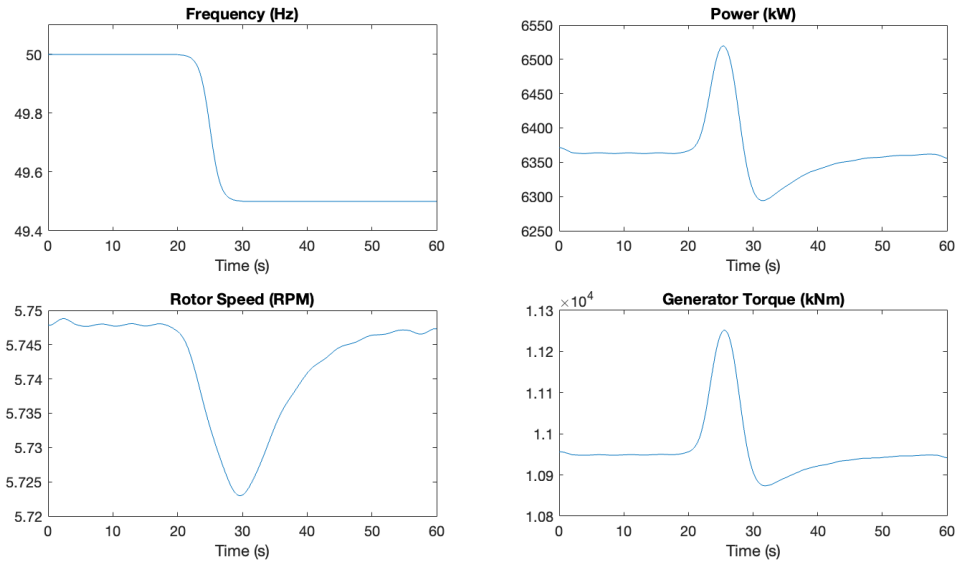 Frequency (Hz)
50
49.8
49.6
49.4
0 10 20 30 40 50 60
Time (s)
Power (kW)
6550
6500
6450
6400
6350
6300
6250
0 10 20 30 40 50 60
Time (s)
Rotor Speed (RPM)
5.75
5.745
5.74
5.735
5.73
5.725
5.72
0 10 20 30 40 50 60
Time (s)
Generator Torque (kNm)
×10⁴
1.13
1.12
1.11
1.1
1.09
1.08
0 10 20 30 40 50 60
Time (s)